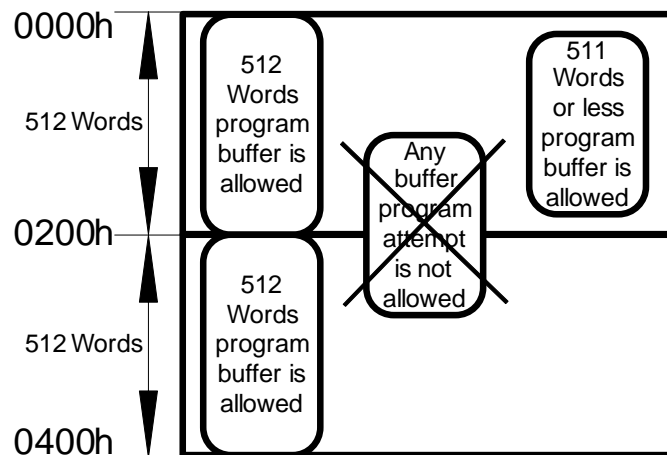 0000h
512 Words
0200h
512 Words
0400h
512
Words
program
buffer is
allowed
512
Words
program
buffer is
allowed
Any
buffer
program
attempt
is not
allowed
511
Words
or less
program
buffer is
allowed